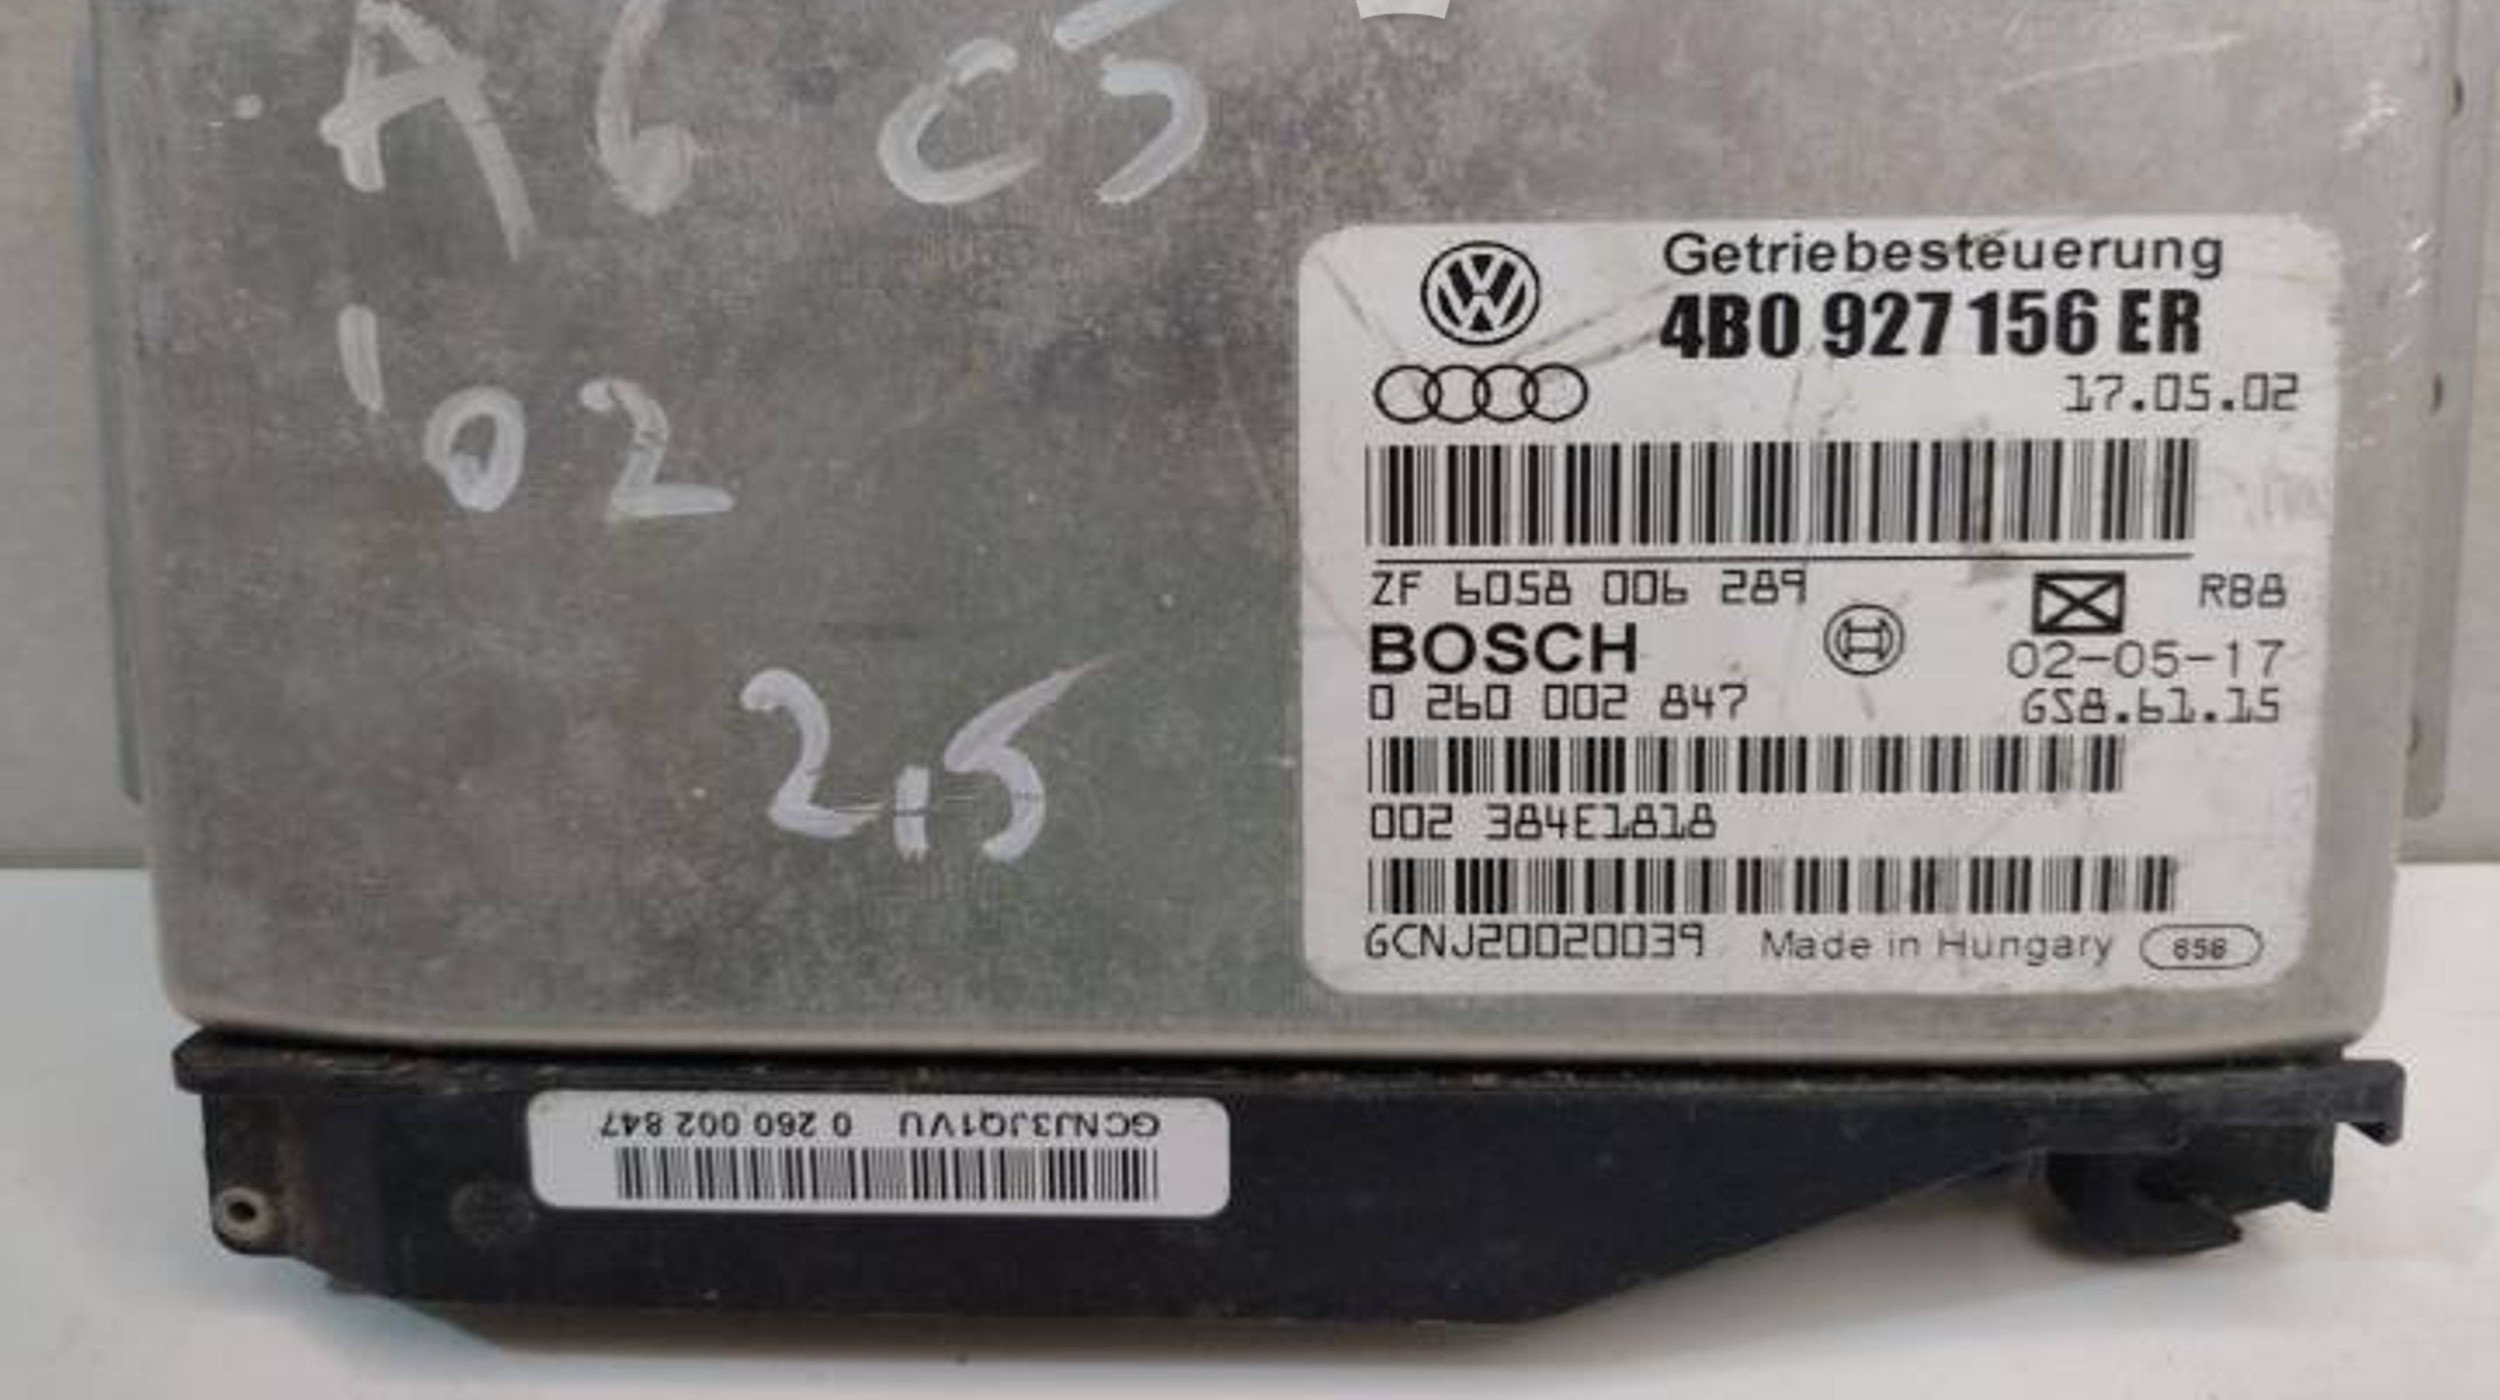 A6 C5
'02
2,5
Getriebesteuerung
4B0 927 156 ER
17.05.02
ZF 6058 006 289
RB8
BOSCH
02-05-17
0 260 002 847
GS8.61.15
002 384E1818
GCNJ20020039 Made in Hungary 858
GCNJ3JQ1VU 0 260 002 847